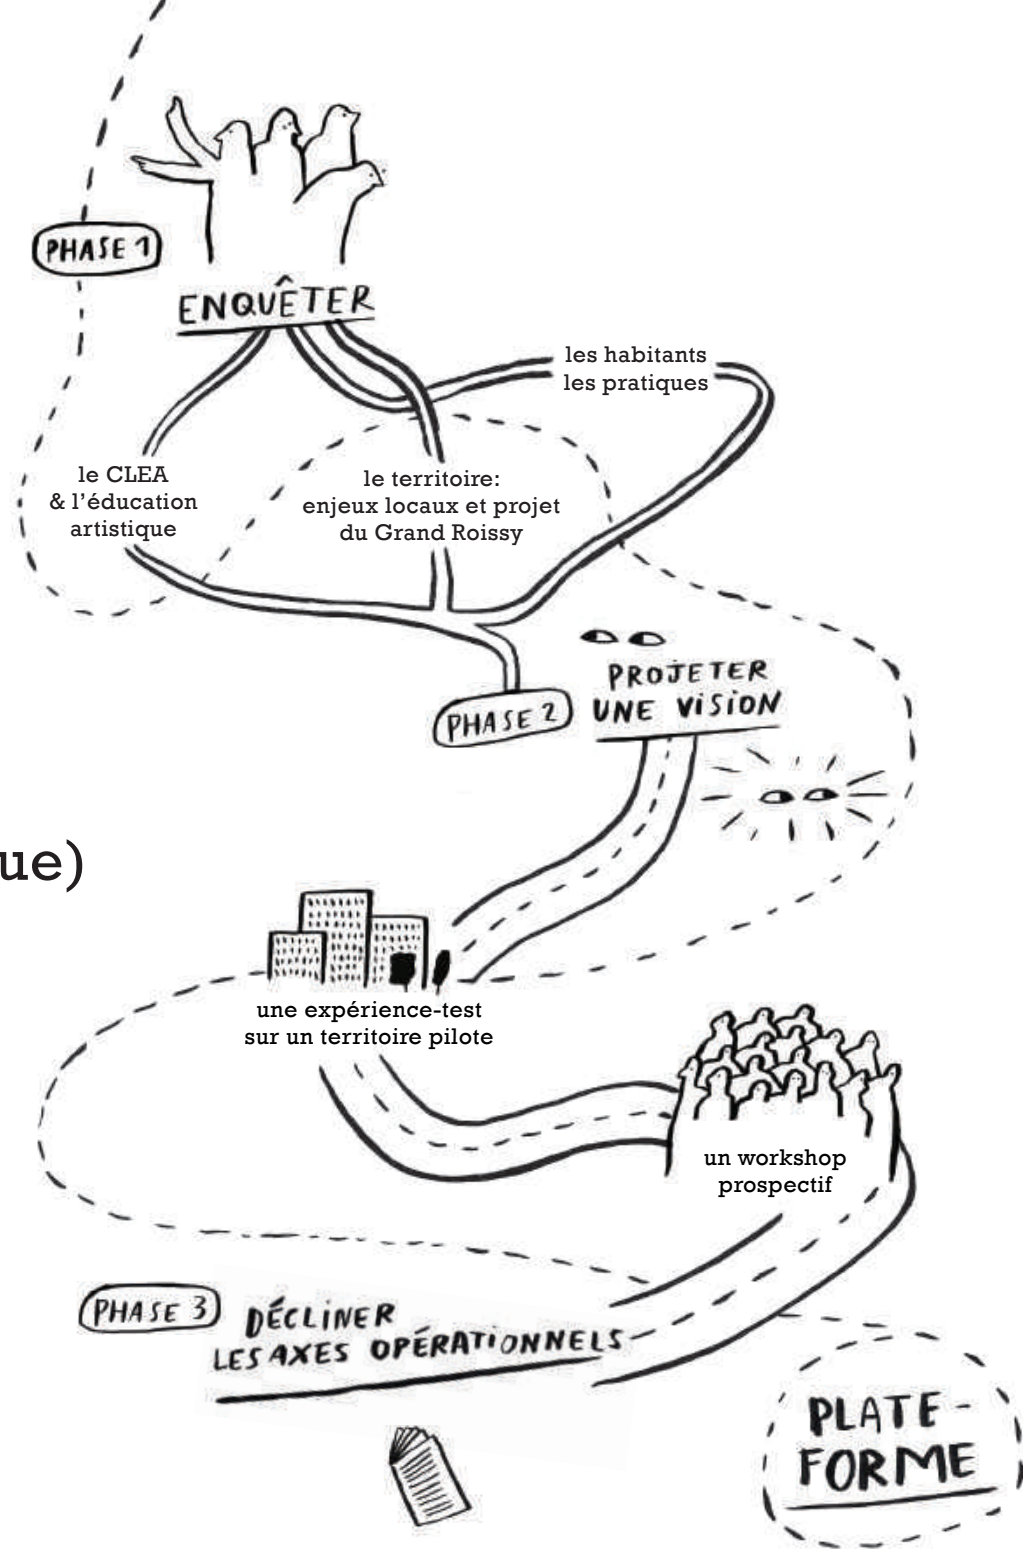 PHASE 1
ENQUÊTER
les habitants
les pratiques
le CLEA
& l'éducation
artistique
le territoire:
enjeux locaux et projet
du Grand Roissy
PROJETER
UNE VISION
PHASE 2
ue)
une expérience-test
sur un territoire pilote
un workshop
prospectif
PHASE 3
DÉCLINER
LES AXES OPÉRATIONNELS
PLATE-
FORME